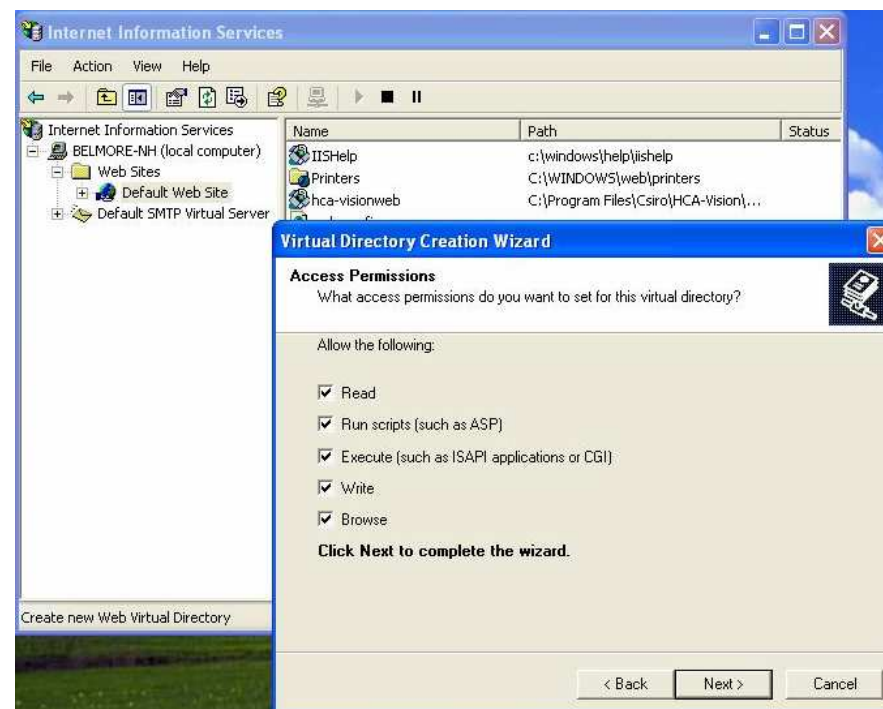 Internet Information Services
File Action View Help
Internet Information Services
BELMORE-NH (local computer)
Web Sites
Default Web Site
Default SMTP Virtual Server
Name Path Status
IISHelp c:\windows\help\iishelp
Printers C:\WINDOWS\web\printers
hca-visionweb C:\Program Files\Csiro\HCA-Vision\...
Virtual Directory Creation Wizard
Access Permissions
What access permissions do you want to set for this virtual directory?
Allow the following:
Read
Run scripts (such as ASP)
Execute (such as ISAPI applications or CGI)
Write
Browse
Click Next to complete the wizard.
Create new Web Virtual Directory
< Back Next > Cancel